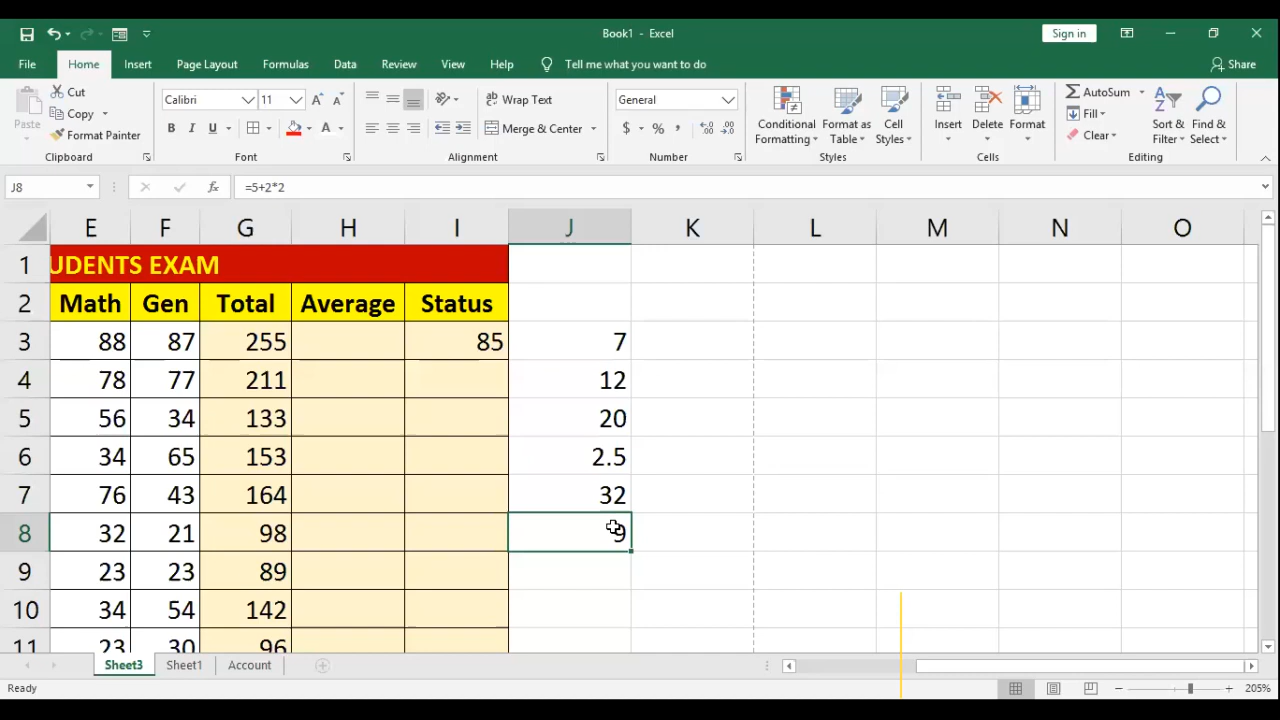 Book1 - Excel
Sign in
File Home Insert Page Layout Formulas Data Review View Help Tell me what you want to do Share
Cut
Copy
Format Painter
Paste
Clipboard
Calibri 11
B I U
Font
Wrap Text
Merge & Center
Alignment
General
$ %
Number
Conditional Formatting
Format as Table
Cell Styles
Styles
Insert
Delete
Format
Cells
AutoSum
Fill
Clear
Sort & Filter
Find & Select
Editing
J8 fx =5+2*2
E F G H I J K L M N O
1 UDENTS EXAM
2 Math Gen Total Average Status
3 88 87 255 85 7
4 78 77 211 12
5 56 34 133 20
6 34 65 153 2.5
7 76 43 164 32
8 32 21 98 9
9 23 23 89
10 34 54 142
11 23 30 96
Sheet3 Sheet1 Account
Ready 205%